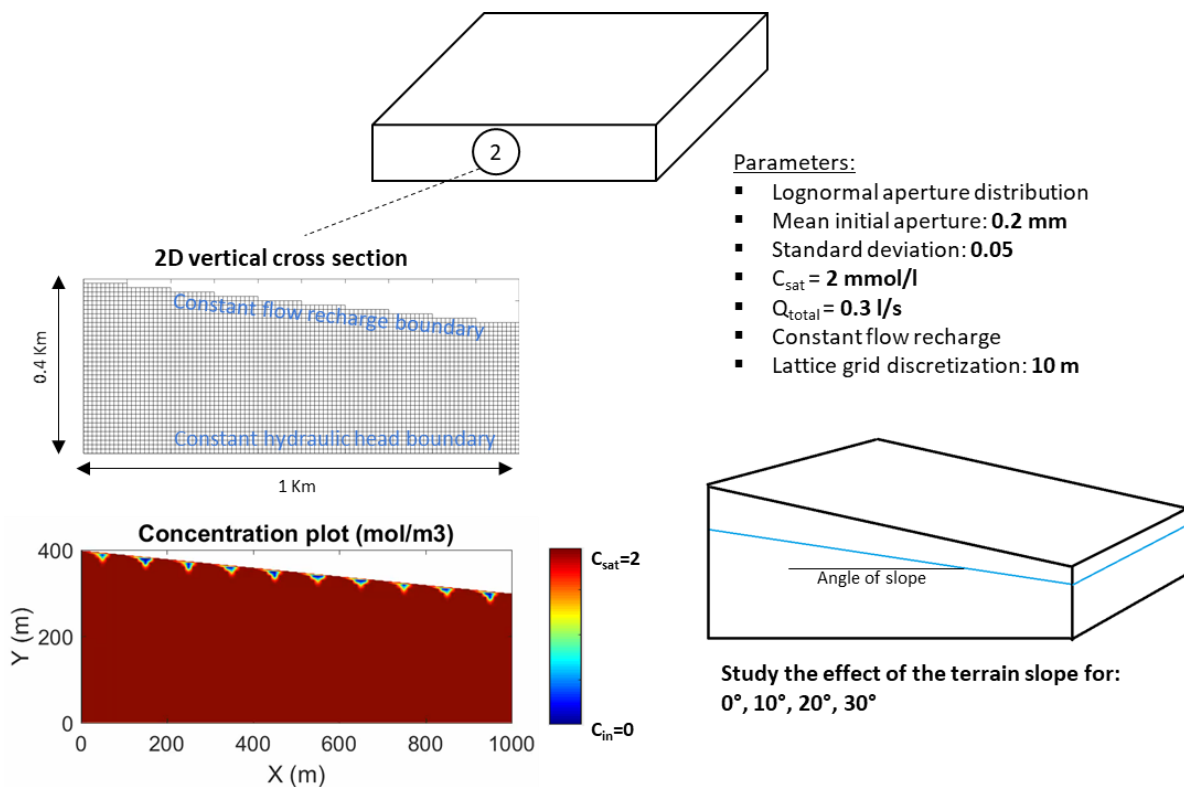 2
Parameters:
▪ Lognormal aperture distribution
▪ Mean initial aperture: 0.2 mm
▪ Standard deviation: 0.05
▪ Csat = 2 mmol/l
▪ Qtotal= 0.3 l/s
▪ Constant flow recharge
▪ Lattice grid discretization: 10 m
2D vertical cross section
Constant flow recharge boundary
0.4 Km
Constant hydraulic head boundary
1 Km
Concentration plot (mol/m3)
400
200
0
Y (m)
0 200 400 600 800 1000
X (m)
Csat=2
Cin=0
Angle of slope
Study the effect of the terrain slope for:
0°, 10°, 20°, 30°